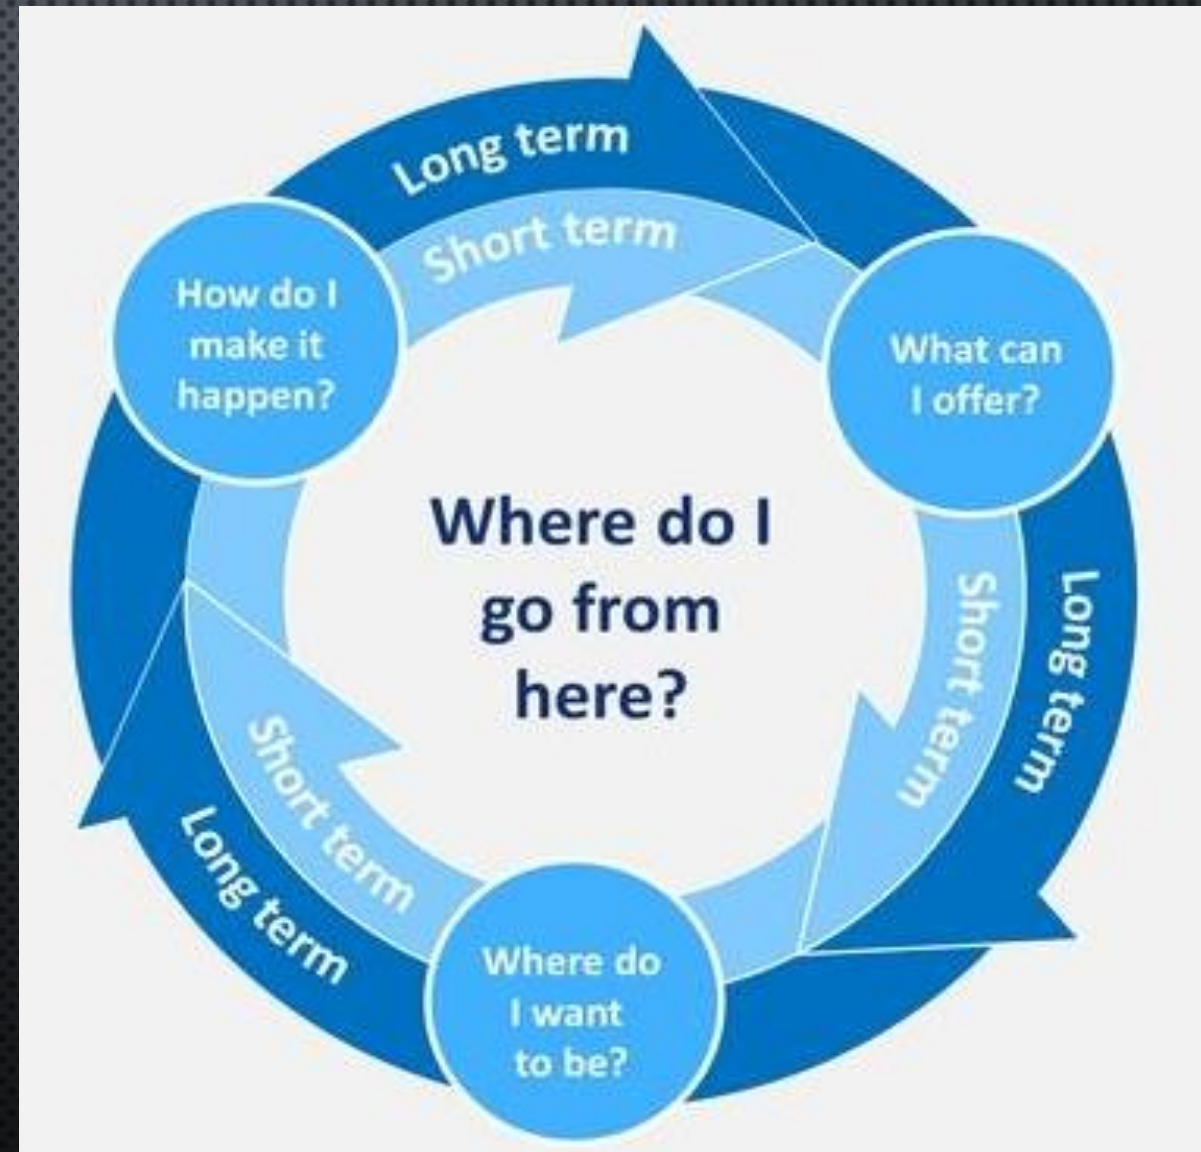 Long term
Short term
How do I
make it
happen?
What can
I offer?
Where do I
go from
here?
Short term
Long term
Short term
Long term
Where do
I want
to be?